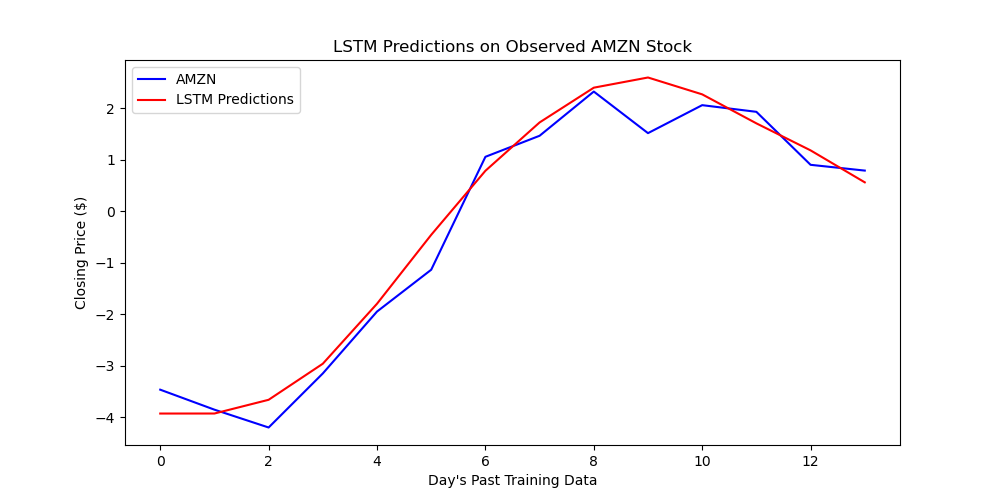 LSTM Predictions on Observed AMZN Stock
AMZN
LSTM Predictions
Closing Price ($)
2
1
0
−1
−2
−3
−4
0 2 4 6 8 10 12
Day's Past Training Data